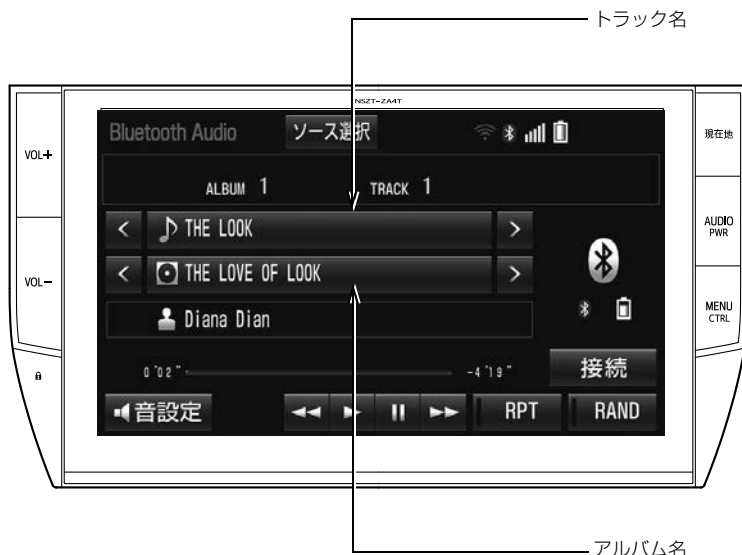 トラック名
NSZT-ZA4T
VOL+
VOL−
現在地
AUDIO
PWR
MENU
CTRL
Bluetooth Audio ソース選択
ALBUM 1 TRACK 1
< THE LOOK >
< THE LOVE OF LOOK >
Diana Dian
0'02" -4'19"
接続
音設定 RPT RAND
アルバム名